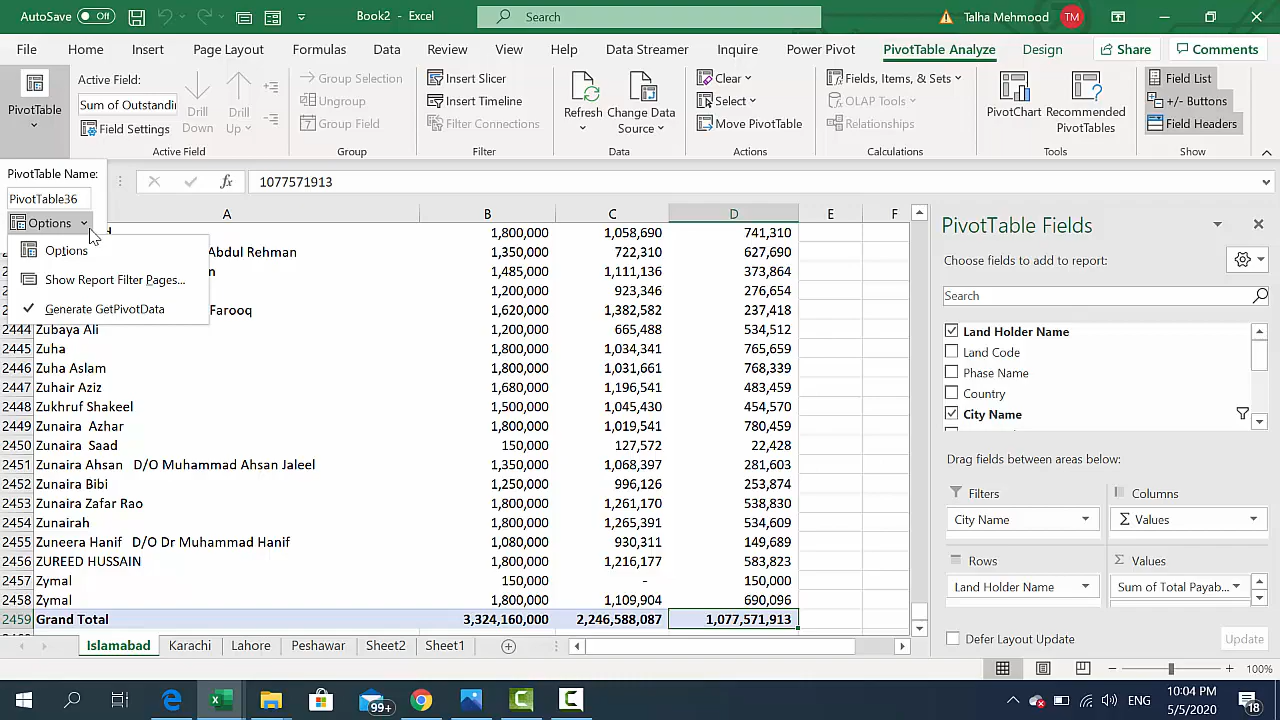 AutoSave Off Book2 - Excel Search Talha Mehmood TM
File Home Insert Page Layout Formulas Data Review View Help Data Streamer Inquire Power Pivot PivotTable Analyze Design Share Comments
PivotTable
Active Field:
Sum of Outstandin
Field Settings
Drill Down
Drill Up
Active Field
Group Selection
Ungroup
Group Field
Group
Insert Slicer
Insert Timeline
Filter Connections
Filter
Refresh
Change Data Source
Data
Clear
Select
Move PivotTable
Actions
Fields, Items, & Sets
OLAP Tools
Relationships
Calculations
PivotChart
Recommended PivotTables
Tools
Field List
+/- Buttons
Field Headers
Show
PivotTable Name:
PivotTable36
Options
Options
Show Report Filter Pages...
Generate GetPivotData
fx 1077571913
A B C D E F
1,800,000 1,058,690 741,310
Abdul Rehman 1,350,000 722,310 627,690
1,485,000 1,111,136 373,864
1,200,000 923,346 276,654
Farooq 1,620,000 1,382,582 237,418
2444 Zubaya Ali 1,200,000 665,488 534,512
2445 Zuha 1,800,000 1,034,341 765,659
2446 Zuha Aslam 1,800,000 1,031,661 768,339
2447 Zuhair Aziz 1,680,000 1,196,541 483,459
2448 Zukhruf Shakeel 1,500,000 1,045,430 454,570
2449 Zunaira Azhar 1,800,000 1,019,541 780,459
2450 Zunaira Saad 150,000 127,572 22,428
2451 Zunaira Ahsan D/O Muhammad Ahsan Jaleel 1,350,000 1,068,397 281,603
2452 Zunaira Bibi 1,250,000 996,126 253,874
2453 Zunaira Zafar Rao 1,800,000 1,261,170 538,830
2454 Zunairah 1,800,000 1,265,391 534,609
2455 Zuneera Hanif D/O Dr Muhammad Hanif 1,080,000 930,311 149,689
2456 ZUREED HUSSAIN 1,800,000 1,216,177 583,823
2457 Zymal 150,000 - 150,000
2458 Zymal 1,800,000 1,109,904 690,096
2459 Grand Total 3,324,160,000 2,246,588,087 1,077,571,913
Islamabad Karachi Lahore Peshawar Sheet2 Sheet1
PivotTable Fields
Choose fields to add to report:
Search
Land Holder Name
Land Code
Phase Name
Country
City Name
Drag fields between areas below:
Filters
City Name
Columns
Σ Values
Rows
Land Holder Name
Σ Values
Sum of Total Payab...
Defer Layout Update Update
100%
99+
ENG
10:04 PM
5/5/2020
18